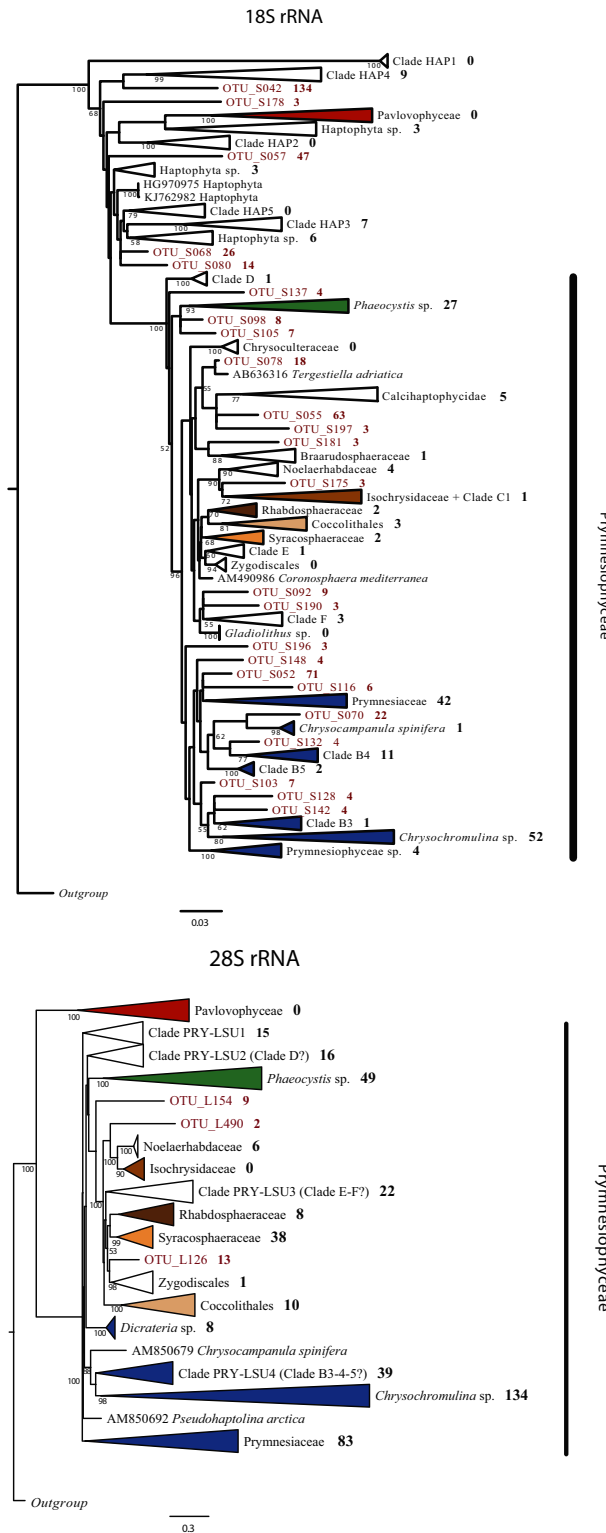 18S rRNA
100 Clade HAP1 0
99 Clade HAP4 9
100
OTU_S042 134
OTU_S178 3
68
100 Pavlovophyceae 0
Haptophyta sp. 3
100 Clade HAP2 0
OTU_S057 47
Haptophyta sp. 3
HG970975 Haptophyta
100 KJ762982 Haptophyta
79 Clade HAP5 0
100 Clade HAP3 7
58 Haptophyta sp. 6
OTU_S068 26
OTU_S080 14
Clade D 1
100
OTU_S137 4
93 Phaeocystis sp. 27
OTU_S098 8
100
OTU_S105 7
100 Chrysoculteraceae 0
OTU_S078 18
AB636316 Tergestiella adriatica
55
77 Calcihaptophycidae 5
OTU_S055 63
OTU_S197 3
52
OTU_S181 3
88 Braarudosphaeraceae 1
90 Noelaerhabdaceae 4
90
OTU_S175 3
72 Isochrysidaceae + Clade C1 1
70 Rhabdosphaeraceae 2
81 Coccolithales 3
68 Syracosphaeraceae 2
50 Clade E 1
94 Zygodiscales 0
96
AM490986 Coronosphaera mediterranea
OTU_S092 9
OTU_S190 3
55 Clade F 3
100 Gladiolithus sp. 0
OTU_S196 3
OTU_S148 4
OTU_S052 71
OTU_S116 6
Prymnesiaceae 42
OTU_S070 22
98 Chrysocampanula spinifera 1
62
OTU_S132 4
77 Clade B4 11
100 Clade B5 2
OTU_S103 7
OTU_S128 4
OTU_S142 4
55 62 Clade B3 1
80 Chrysochromulina sp. 52
100 Prymnesiophyceae sp. 4
Prymnesiophyceae
Outgroup
0.03
28S rRNA
100 Pavlovophyceae 0
Clade PRY-LSU1 15
Clade PRY-LSU2 (Clade D?) 16
100 Phaeocystis sp. 49
OTU_L154 9
OTU_L490 2
100 Noelaerhabdaceae 6
100
100
90 Isochrysidaceae 0
Clade PRY-LSU3 (Clade E-F?) 22
100
Rhabdosphaeraceae 8
99 Syracosphaeraceae 38
53
OTU_L126 13
98 Zygodiscales 1
100 Coccolithales 10
100 Dicrateria sp. 8
AM850679 Chrysocampanula spinifera
Clade PRY-LSU4 (Clade B3-4-5?) 39
100
98 Chrysochromulina sp. 134
AM850692 Pseudohaptolina arctica
Prymnesiaceae 83
Prymnesiophyceae
Outgroup
0.3